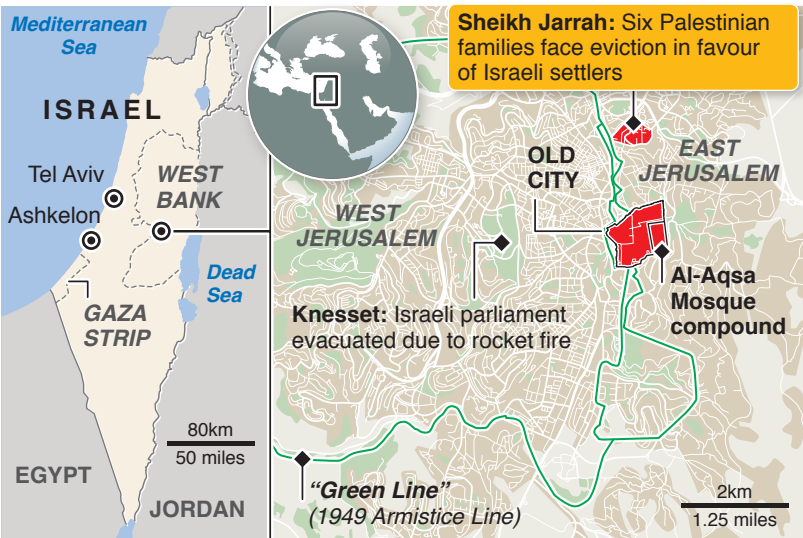 Mediterranean
Sea
ISRAEL
Tel Aviv
Ashkelon
WEST
BANK
Dead
Sea
GAZA
STRIP
80km
50 miles
EGYPT
JORDAN
Sheikh Jarrah: Six Palestinian
families face eviction in favour
of Israeli settlers
OLD
CITY
EAST
JERUSALEM
WEST
JERUSALEM
Al-Aqsa
Mosque
compound
Knesset: Israeli parliament
evacuated due to rocket fire
“Green Line”
(1949 Armistice Line)
2km
1.25 miles